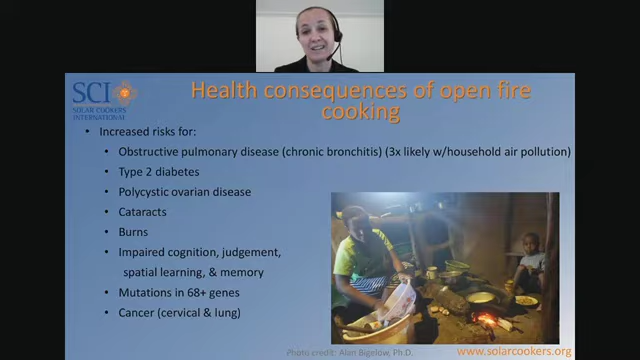 SCI
SOLAR COOKERS
INTERNATIONAL
Health consequences of open fire
cooking
• Increased risks for:
• Obstructive pulmonary disease (chronic bronchitis) (3x likely w/household air pollution)
• Type 2 diabetes
• Polycystic ovarian disease
• Cataracts
• Burns
• Impaired cognition, judgement,
spatial learning, & memory
• Mutations in 68+ genes
• Cancer (cervical & lung)
Photo credit: Alan Bigelow, Ph.D.
www.solarcookers.org